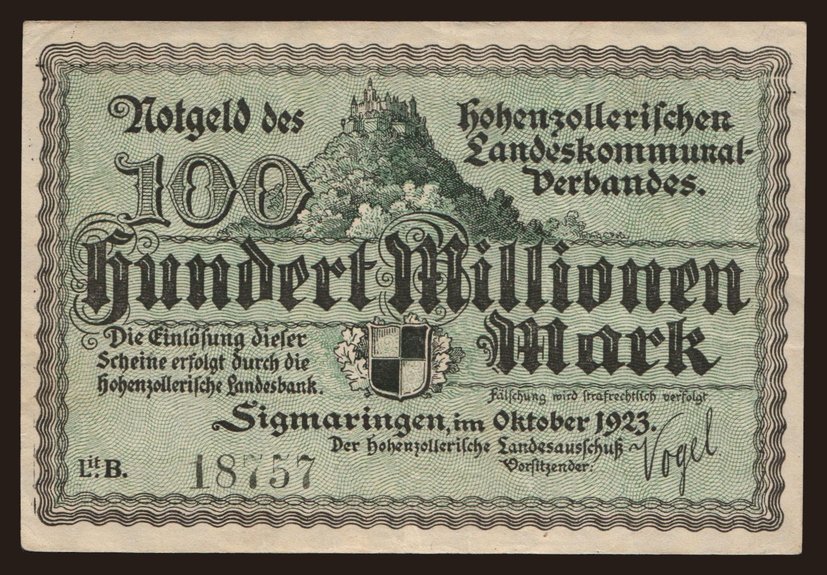 Notgeld des
100
Hohenzollerischen
Landeskommunal-
Verbandes.
Hundert Millionen
Mark
Die Einlösung dieser
Scheine erfolgt durch die
Hohenzollerische Landesbank.
Fälschung wird strafrechtlich verfolgt
Sigmaringen, im Oktober 1923.
Der Hohenzollerische Landesausschuß
Vorsitzender:
Vogel
Lit. B.
18757